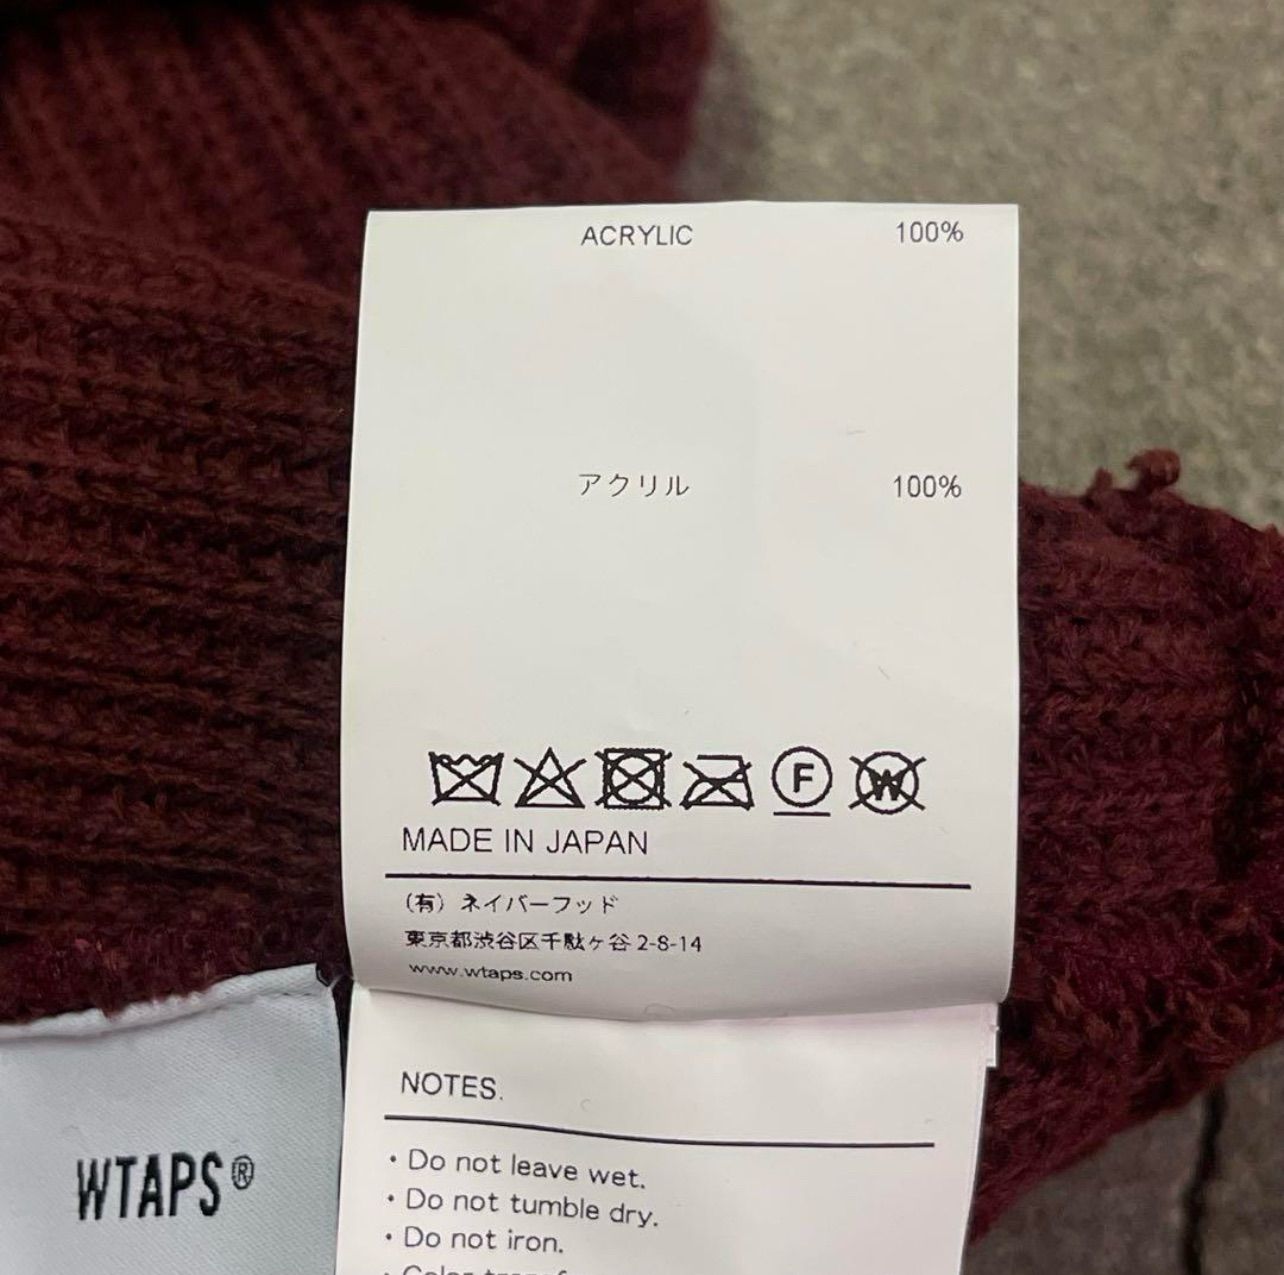 ACRYLIC 100%
アクリル 100%
F W
MADE IN JAPAN
(有) ネイバーフッド
東京都渋谷区千駄ヶ谷 2-8-14
www.wtaps.com
NOTES.
・Do not leave wet.
・Do not tumble dry.
・Do not iron.
WTAPS®